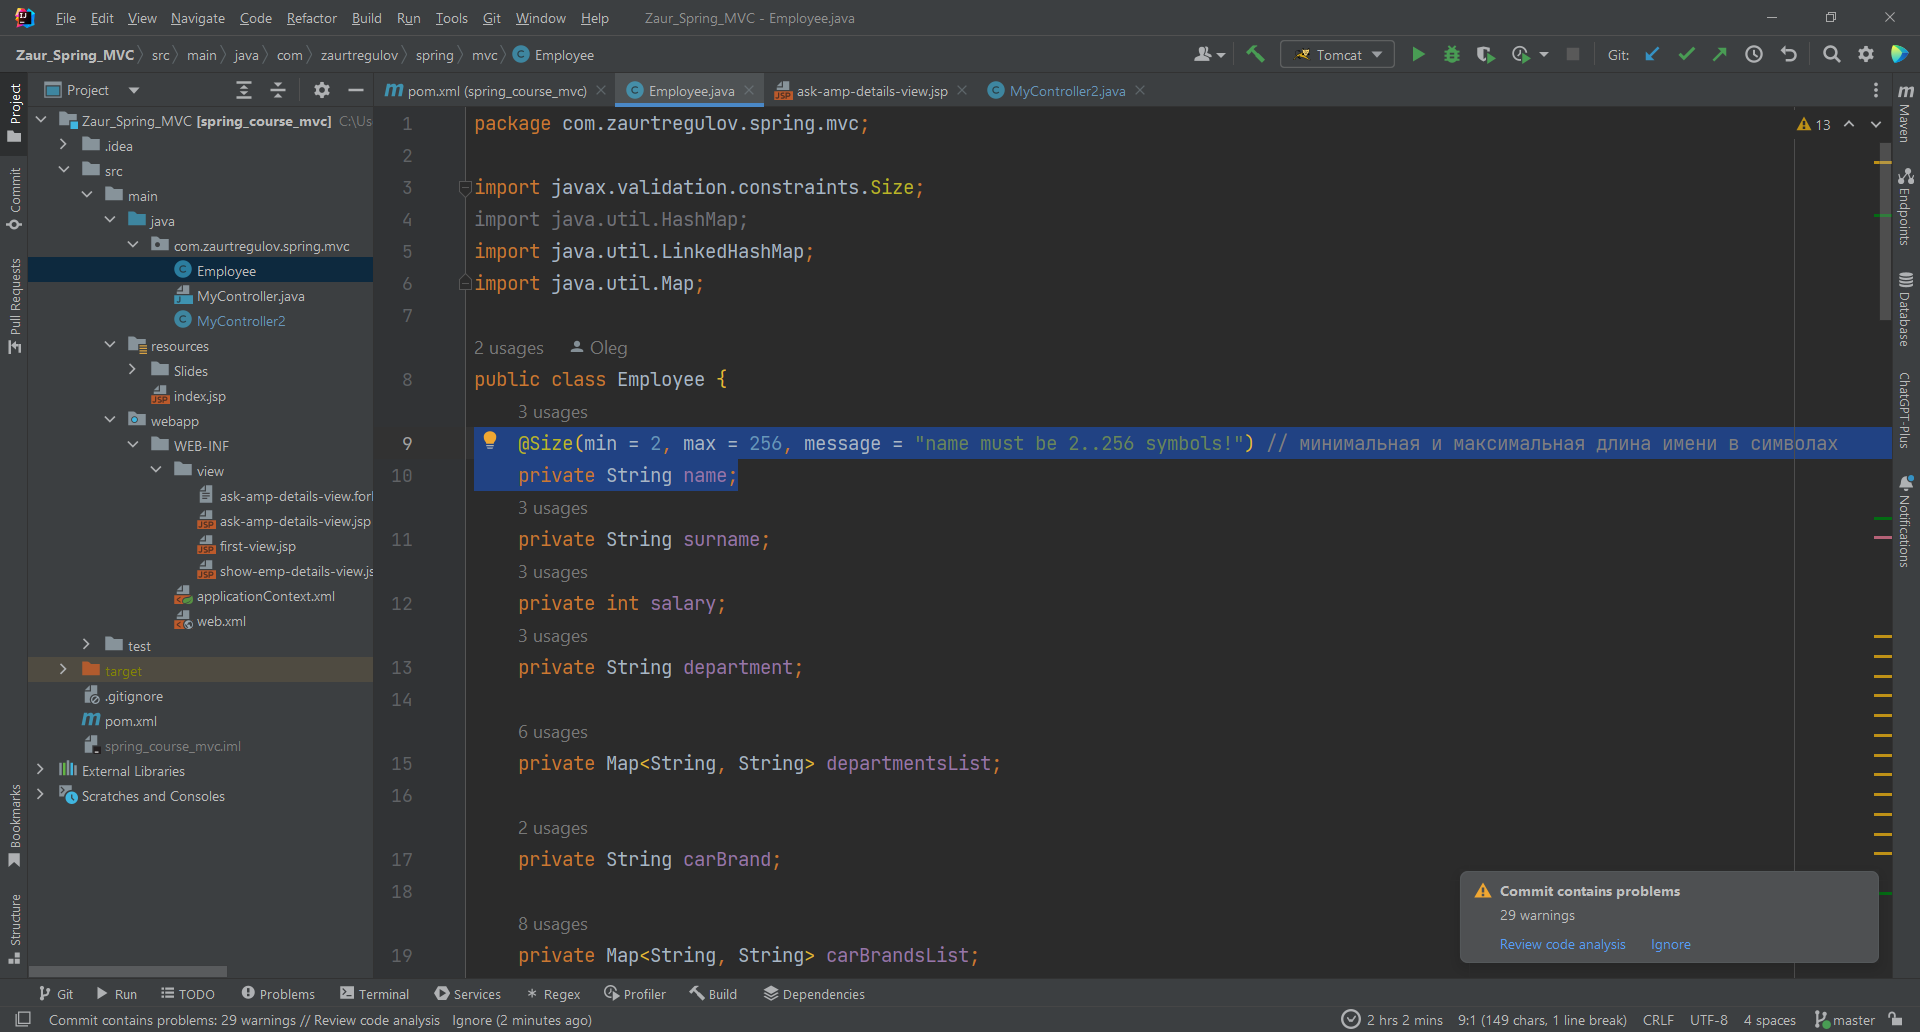 File Edit View Navigate Code Refactor Build Run Tools Git Window Help Zaur_Spring_MVC - Employee.java
Zaur_Spring_MVC src main java com zaurtregulov spring mvc Employee Tomcat Git:
Project
pom.xml (spring_course_mvc) Employee.java ask-amp-details-view.jsp MyController2.java
Zaur_Spring_MVC [spring_course_mvc] C:\Us
.idea
src
main
java
com.zaurtregulov.spring.mvc
Employee
MyController.java
MyController2
resources
Slides
index.jsp
webapp
WEB-INF
view
ask-amp-details-view.forl
ask-amp-details-view.jsp
first-view.jsp
show-emp-details-view.js
applicationContext.xml
web.xml
test
target
.gitignore
pom.xml
spring_course_mvc.iml
External Libraries
Scratches and Consoles
Project
Commit
Pull Requests
Bookmarks
Structure
1 package com.zaurtregulov.spring.mvc;
2
3 import javax.validation.constraints.Size;
4 import java.util.HashMap;
5 import java.util.LinkedHashMap;
6 import java.util.Map;
7
2 usages Oleg
8 public class Employee {
3 usages
9 @Size(min = 2, max = 256, message = "name must be 2..256 symbols!") // минимальная и максимальная длина имени в символах
10 private String name;
3 usages
11 private String surname;
3 usages
12 private int salary;
3 usages
13 private String department;
14
6 usages
15 private Map<String, String> departmentsList;
16
2 usages
17 private String carBrand;
18
8 usages
19 private Map<String, String> carBrandsList;
13
Maven
Endpoints
Database
ChatGPT-Plus
Notifications
Commit contains problems
29 warnings
Review code analysis Ignore
Git Run TODO Problems Terminal Services Regex Profiler Build Dependencies
Commit contains problems: 29 warnings // Review code analysis Ignore (2 minutes ago) 2 hrs 2 mins 9:1 (149 chars, 1 line break) CRLF UTF-8 4 spaces master